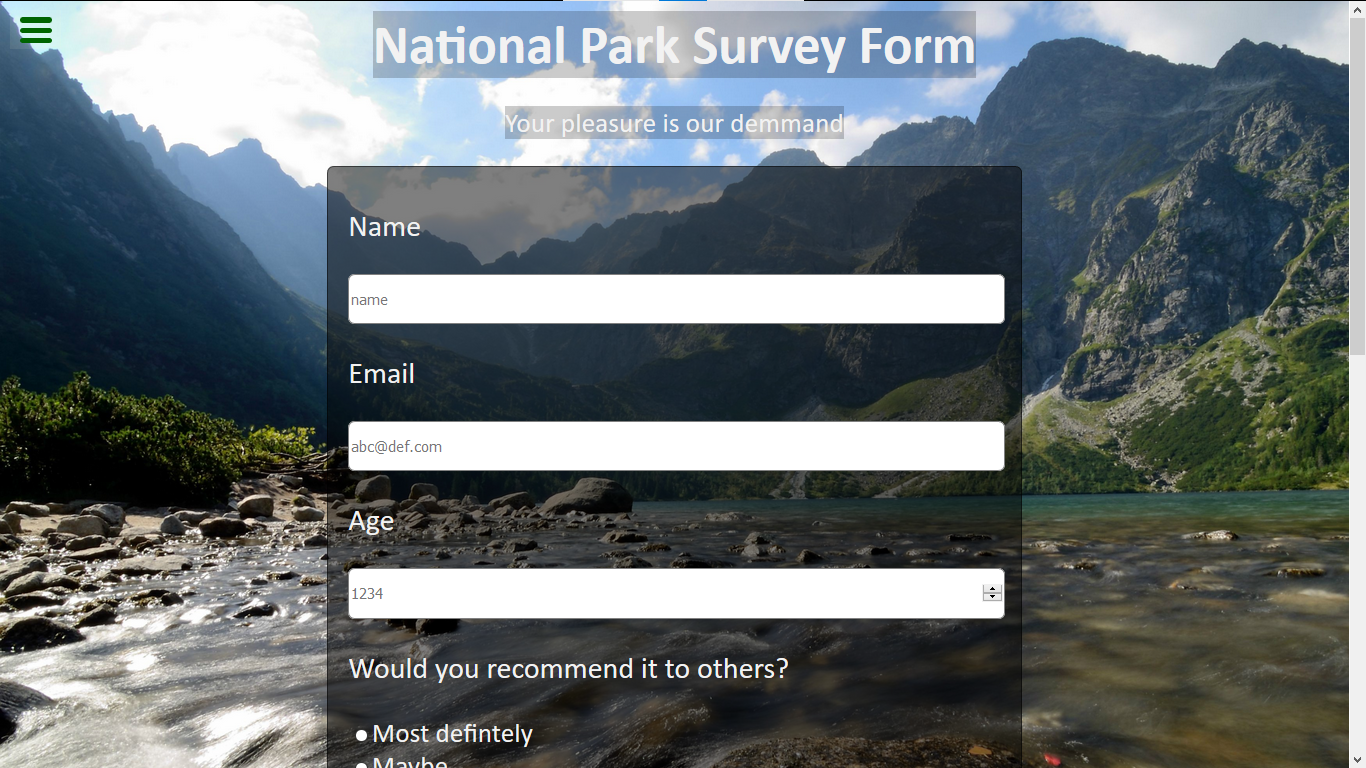 National Park Survey Form
Your pleasure is our demmand
Name
name
Email
abc@def.com
Age
1234
Would you recommend it to others?
Most defintely
Maybe